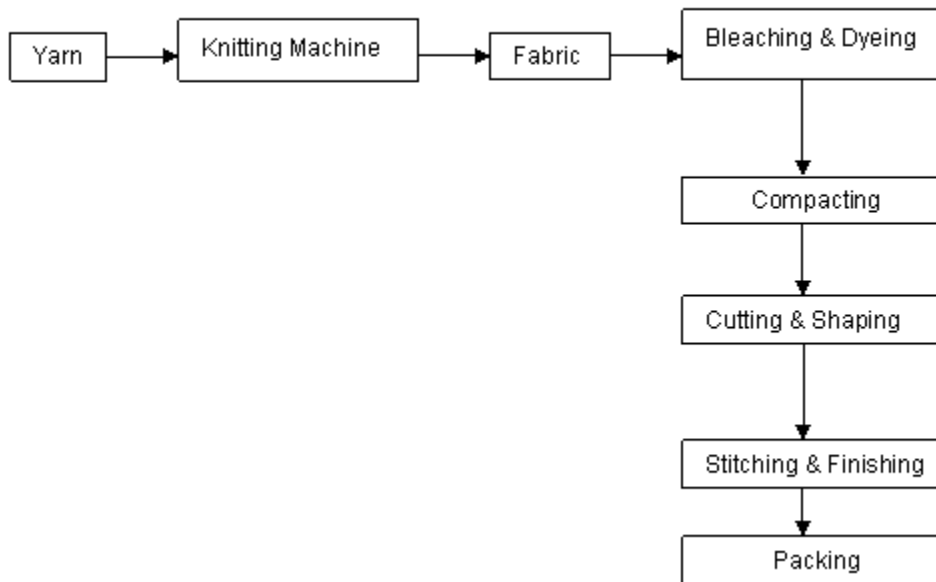 Yarn
Knitting Machine
Fabric
Bleaching & Dyeing
Compacting
Cutting & Shaping
Stitching & Finishing
Packing